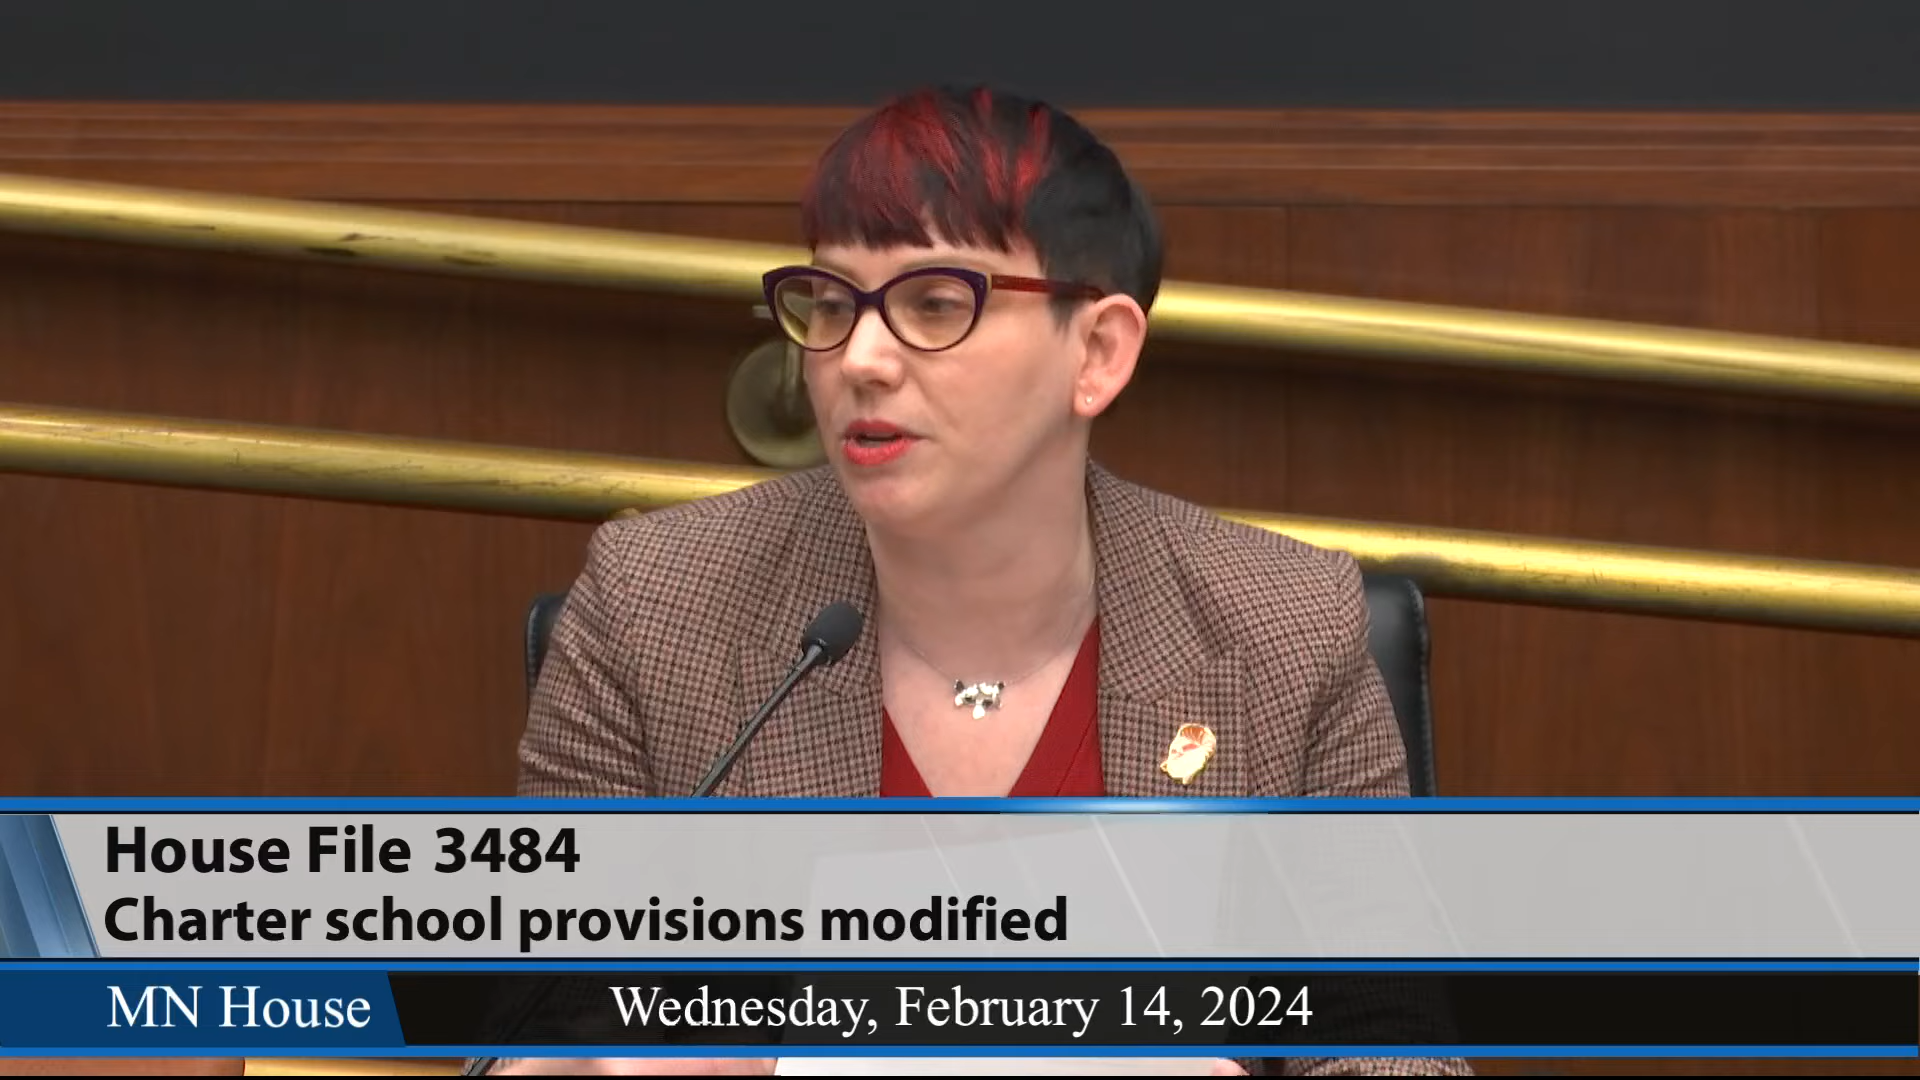 House File 3484
Charter school provisions modified
MN House
Wednesday, February 14, 2024